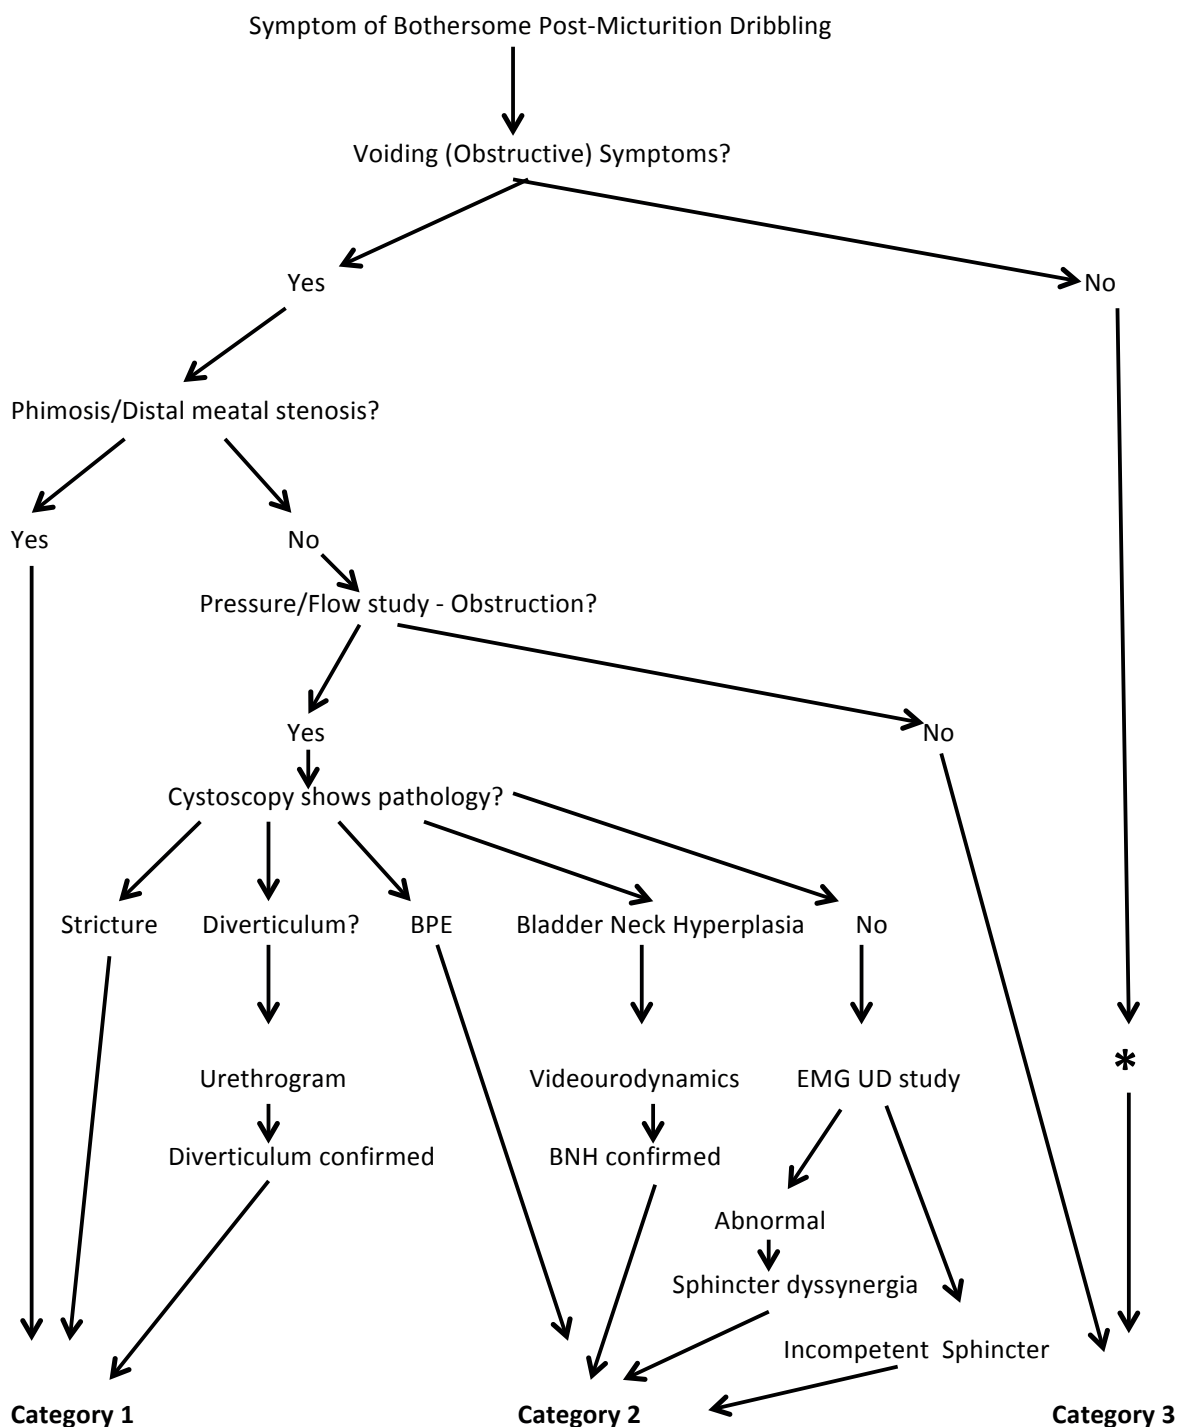 Symptom of Bothersome Post-Micturition Dribbling
Voiding (Obstructive) Symptoms?
Yes
No
Phimosis/Distal meatal stenosis?
Yes
No
Pressure/Flow study - Obstruction?
Yes
No
Cystoscopy shows pathology?
Stricture
Diverticulum?
BPE
Bladder Neck Hyperplasia
No
Urethrogram
Videourodynamics
EMG UD study
*
Diverticulum confirmed
BNH confirmed
Abnormal
Sphincter dyssynergia
Incompetent Sphincter
Category 1
Category 2
Category 3